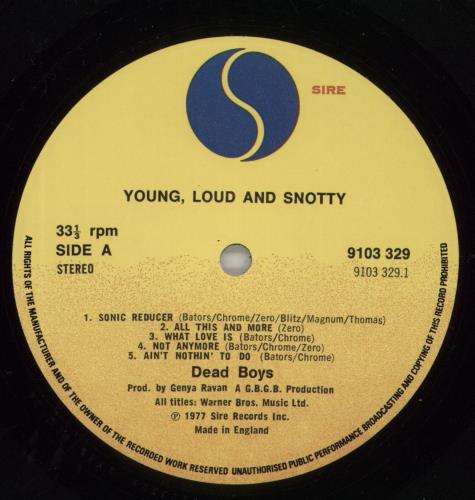 SIRE
YOUNG, LOUD AND SNOTTY
33⅓ rpm
SIDE A
STEREO
9103 329
9103 329.1
1. SONIC REDUCER (Bators/Chrome/Zero/Blitz/Magnum/Thomas)
2. ALL THIS AND MORE (Zero)
3. WHAT LOVE IS (Bators/Chrome)
4. NOT ANYMORE (Bators/Chrome)
5. AIN'T NOTHIN' TO DO (Bators/Chrome)
Dead Boys
Prod. by Genya Ravan A G.B.G.B. Production
All titles: Warner Bros. Music Ltd.
℗ 1977 Sire Records Inc.
Made in England
ALL RIGHTS OF THE MANUFACTURER AND OF THE OWNER OF THE RECORDED WORK RESERVED UNAUTHORISED PUBLIC PERFORMANCE BROADCASTING AND COPYING OF THIS RECORD PROHIBITED